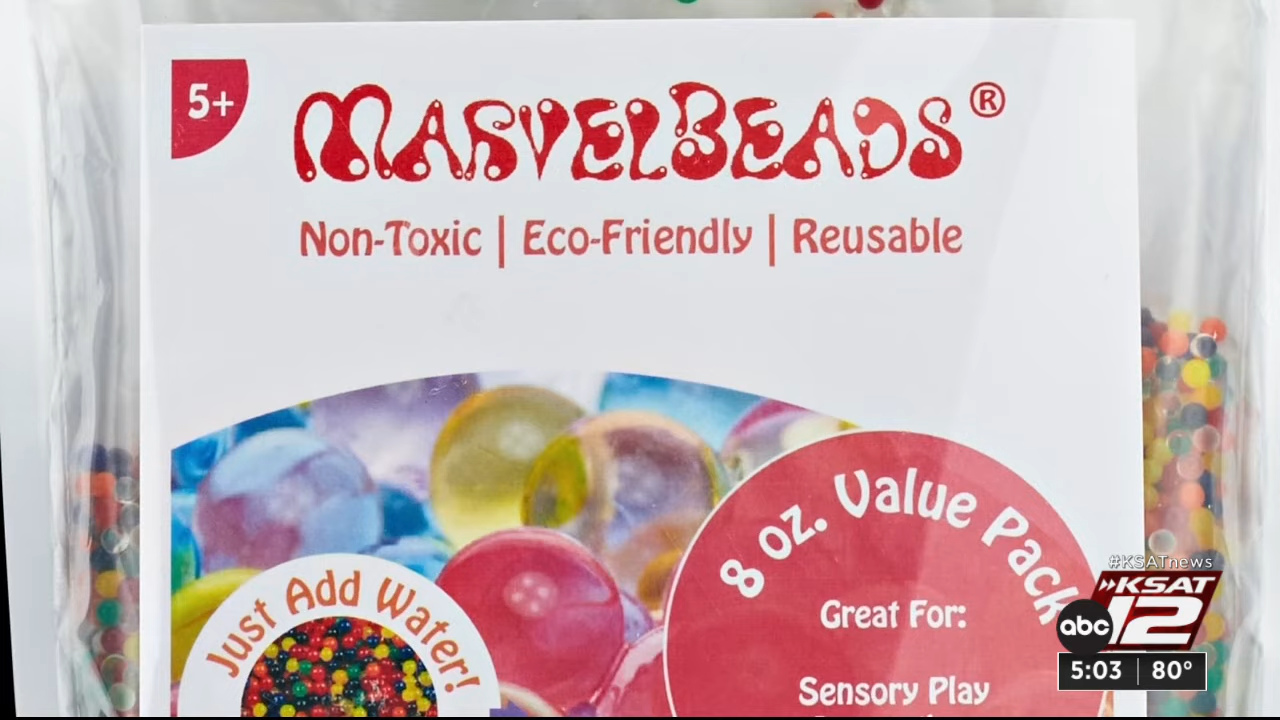 5+
MARVELBEADS®
Non-Toxic | Eco-Friendly | Reusable
8 oz. Value Pack
Just Add Water!
Great For:
Sensory Play
#KSATnews
KSAT
abc 12
5:03 | 80°